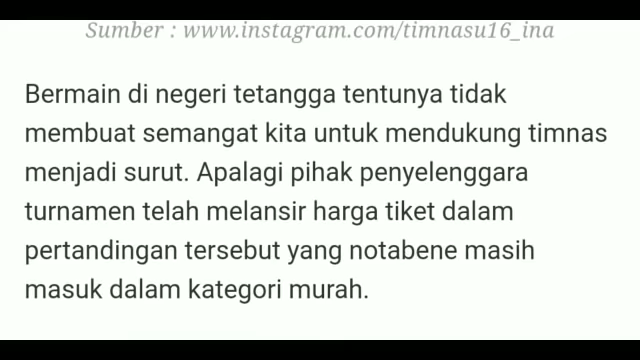 Sumber : www.instagram.com/timnasu16_ina
Bermain di negeri tetangga tentunya tidak
membuat semangat kita untuk mendukung timnas
menjadi surut. Apalagi pihak penyelenggara
turnamen telah melansir harga tiket dalam
pertandingan tersebut yang notabene masih
masuk dalam kategori murah.